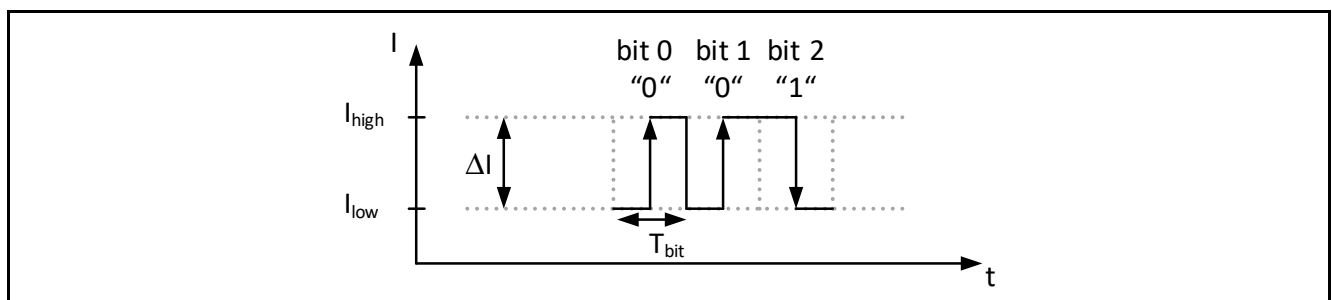 I
bit 0 bit 1 bit 2
“0“ “0“ “1“
Ihigh
ΔI
Ilow
Tbit
t